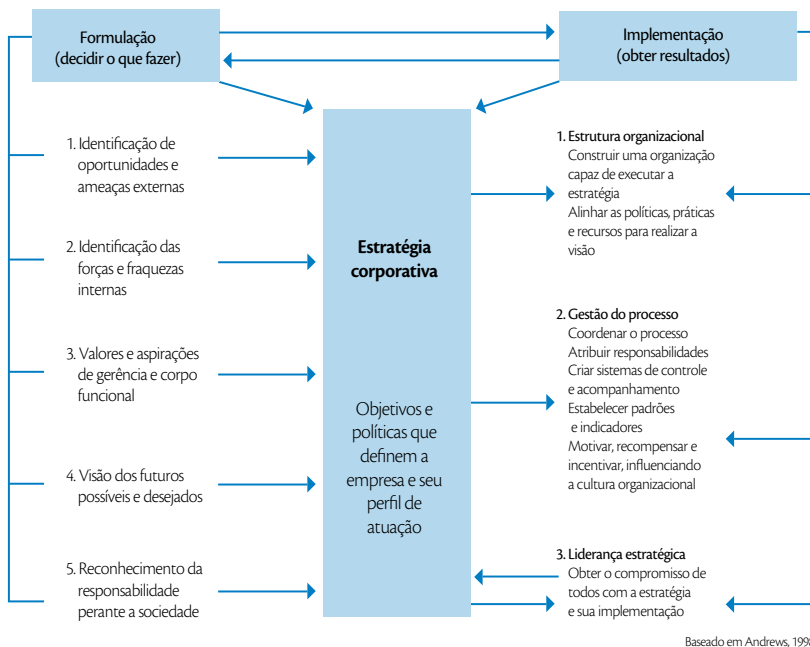 Formulação
(decidir o que fazer)
Implementação
(obter resultados)
1. Identificação de
oportunidades e
ameaças externas
2. Identificação das
forças e fraquezas
internas
3. Valores e aspirações
de gerência e corpo
funcional
4. Visão dos futuros
possíveis e desejados
5. Reconhecimento da
responsabilidade
perante a sociedade
Estratégia
corporativa
Objetivos e
políticas que
definem a
empresa e seu
perfil de
atuação
1. Estrutura organizacional
Construir uma organização
capaz de executar a
estratégia
Alinhar as políticas, práticas
e recursos para realizar a
visão
2. Gestão do processo
Coordenar o processo
Atribuir responsabilidades
Criar sistemas de controle
e acompanhamento
Estabelecer padrões
e indicadores
Motivar, recompensar e
incentivar, influenciando
a cultura organizacional
3. Liderança estratégica
Obter o compromisso de
todos com a estratégia
e sua implementação
Baseado em Andrews, 1998